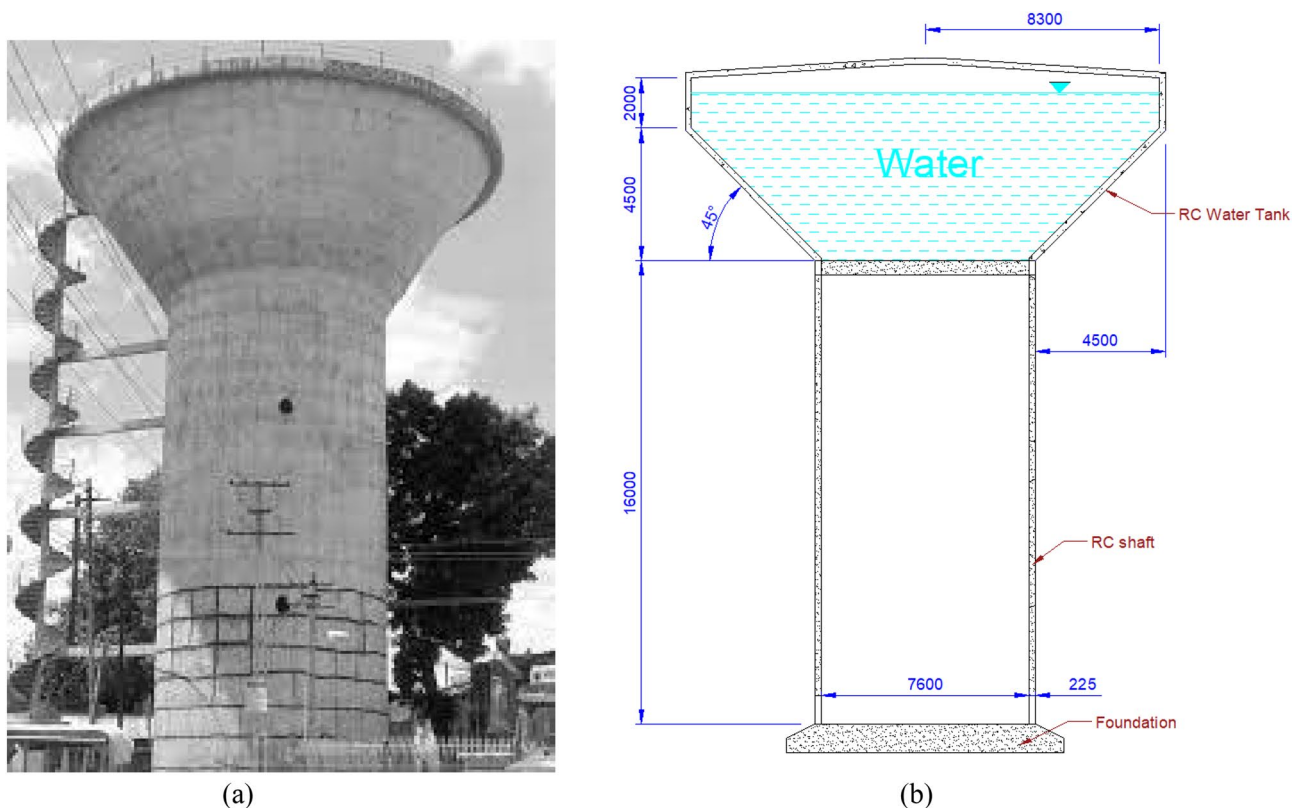 8300
2000
Water
4500
45°
RC Water Tank
4500
16000
RC shaft
7600
225
Foundation
(a)
(b)